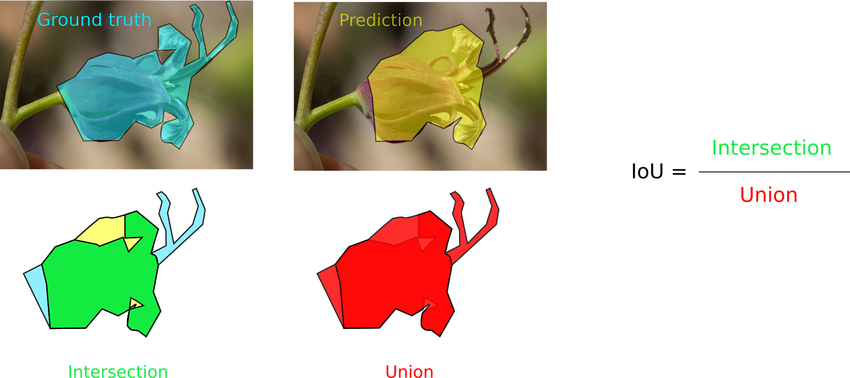 Ground truth
Prediction
Intersection
Union
IoU =
Intersection
Union